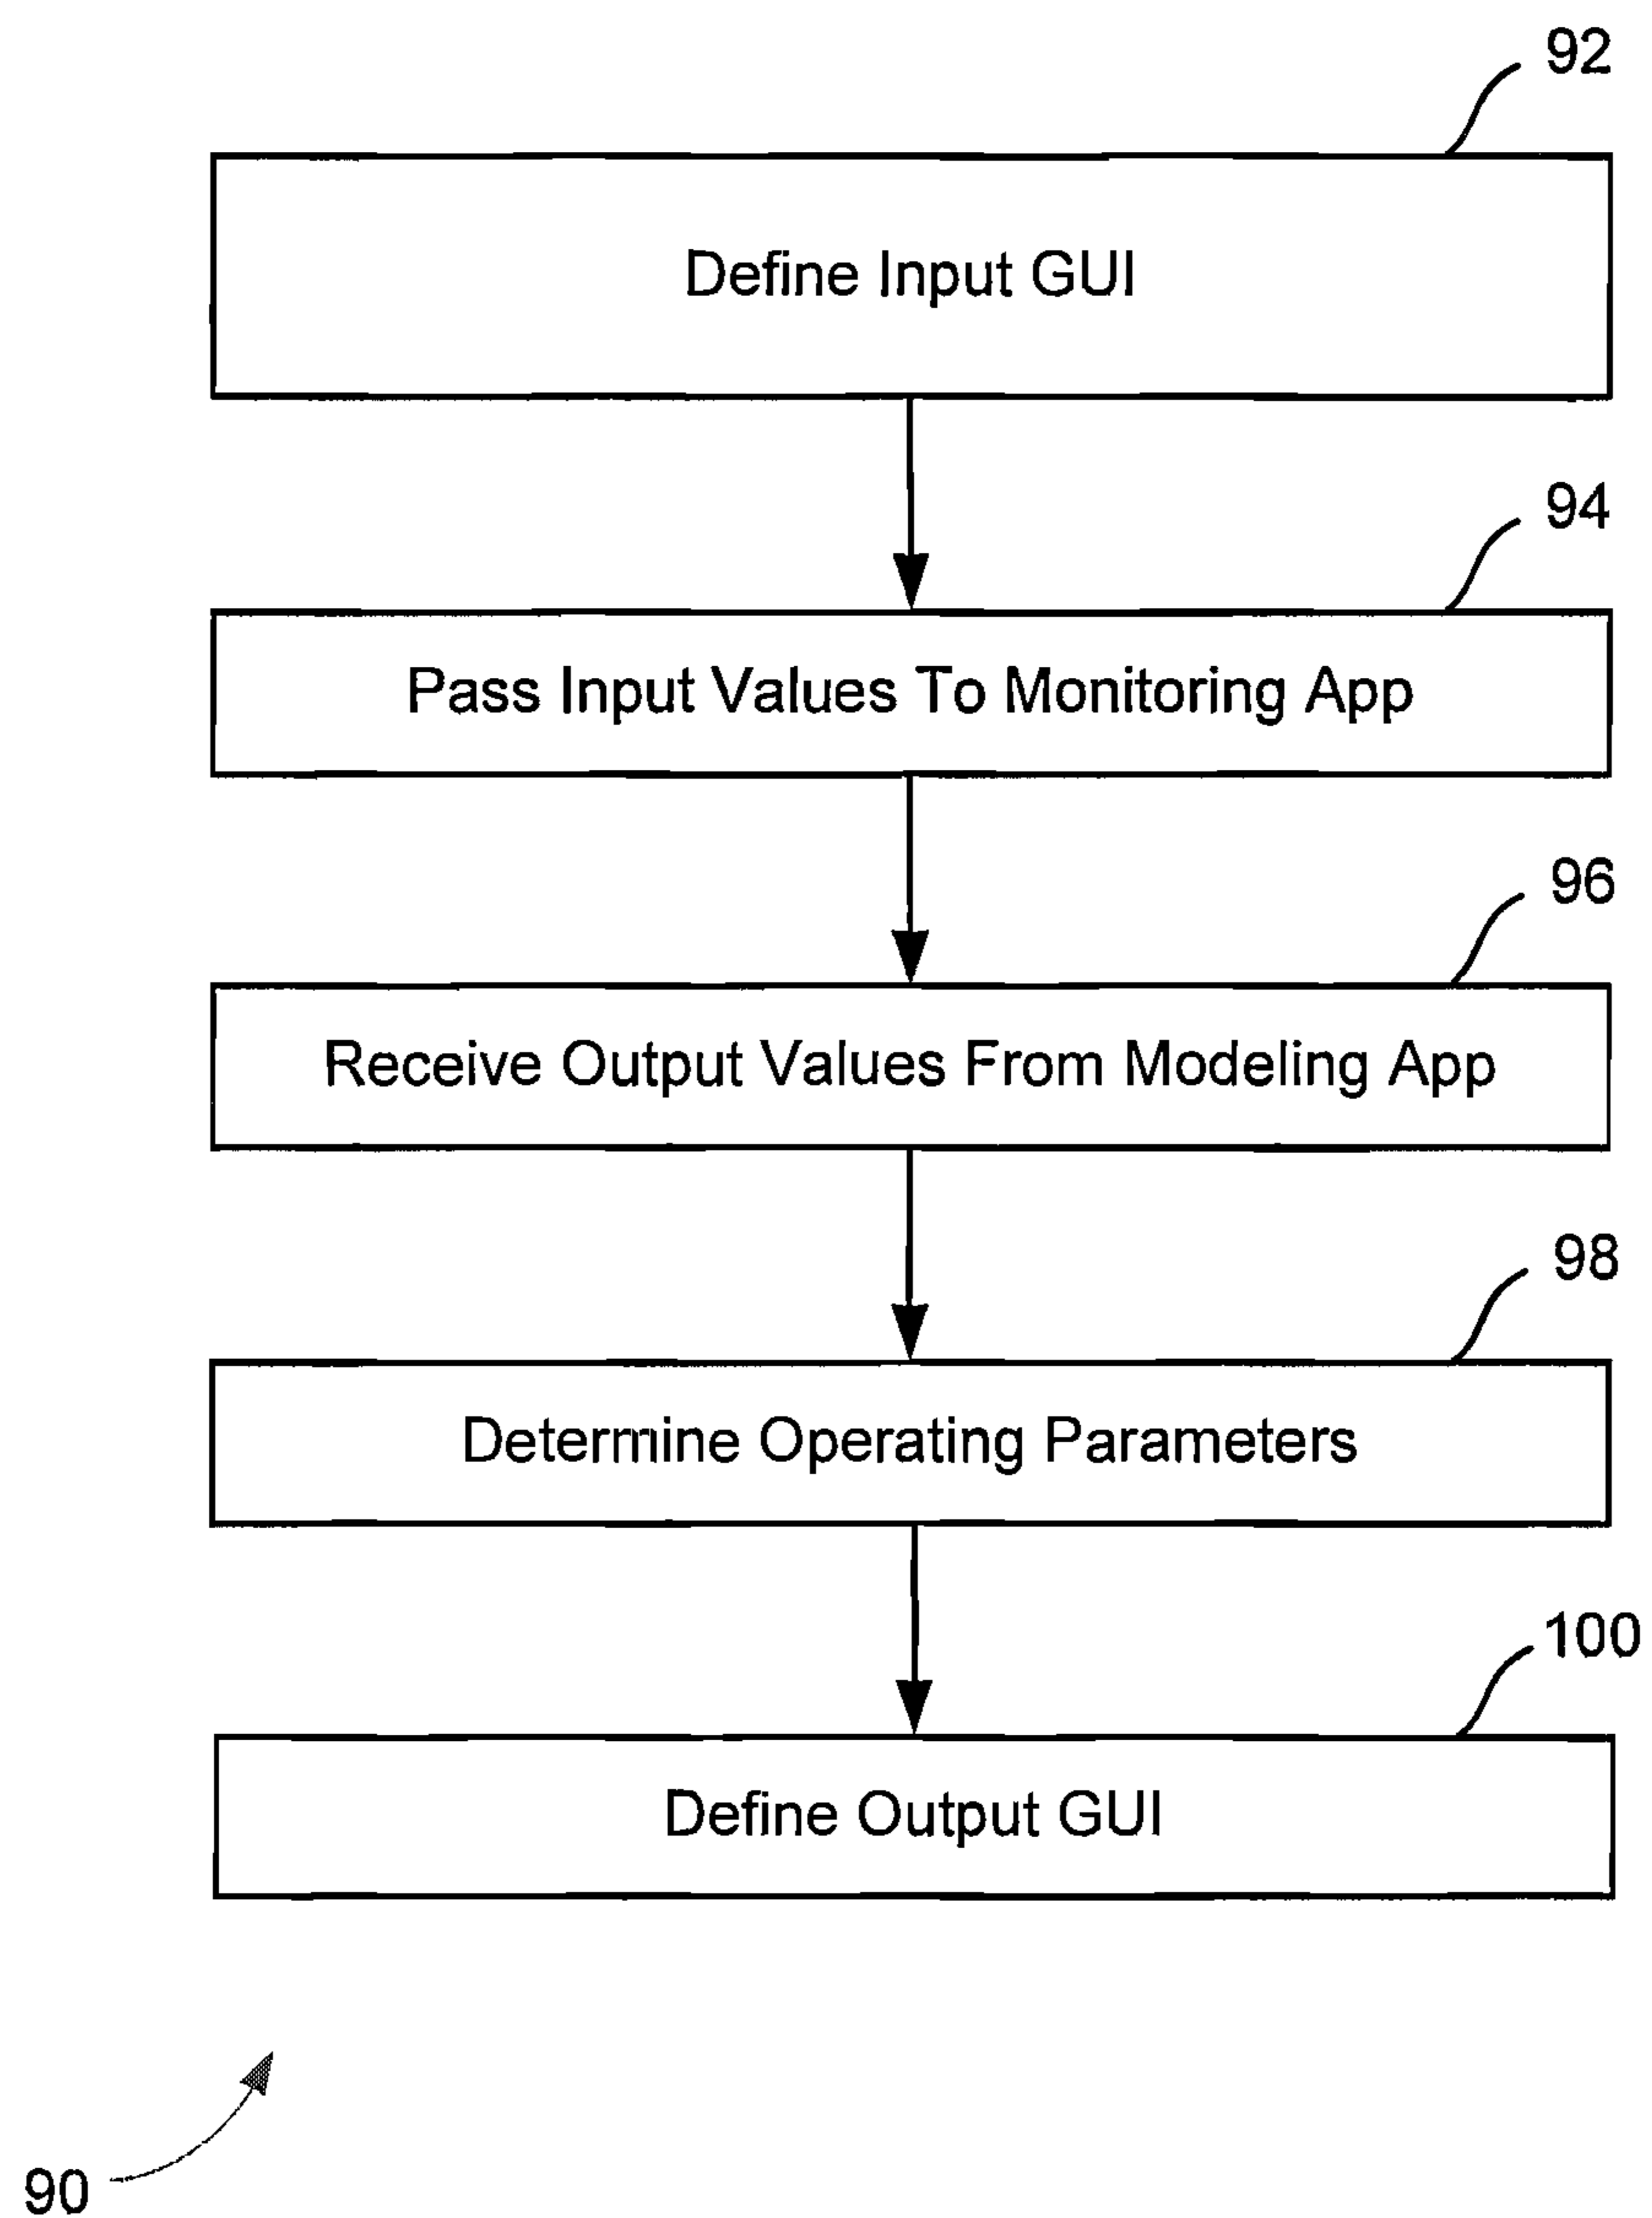 92
Define Input GUI
94
Pass Input Values To Monitoring App
96
Receive Output Values From Modeling App
98
Determine Operating Parameters
100
Define Output GUI
90